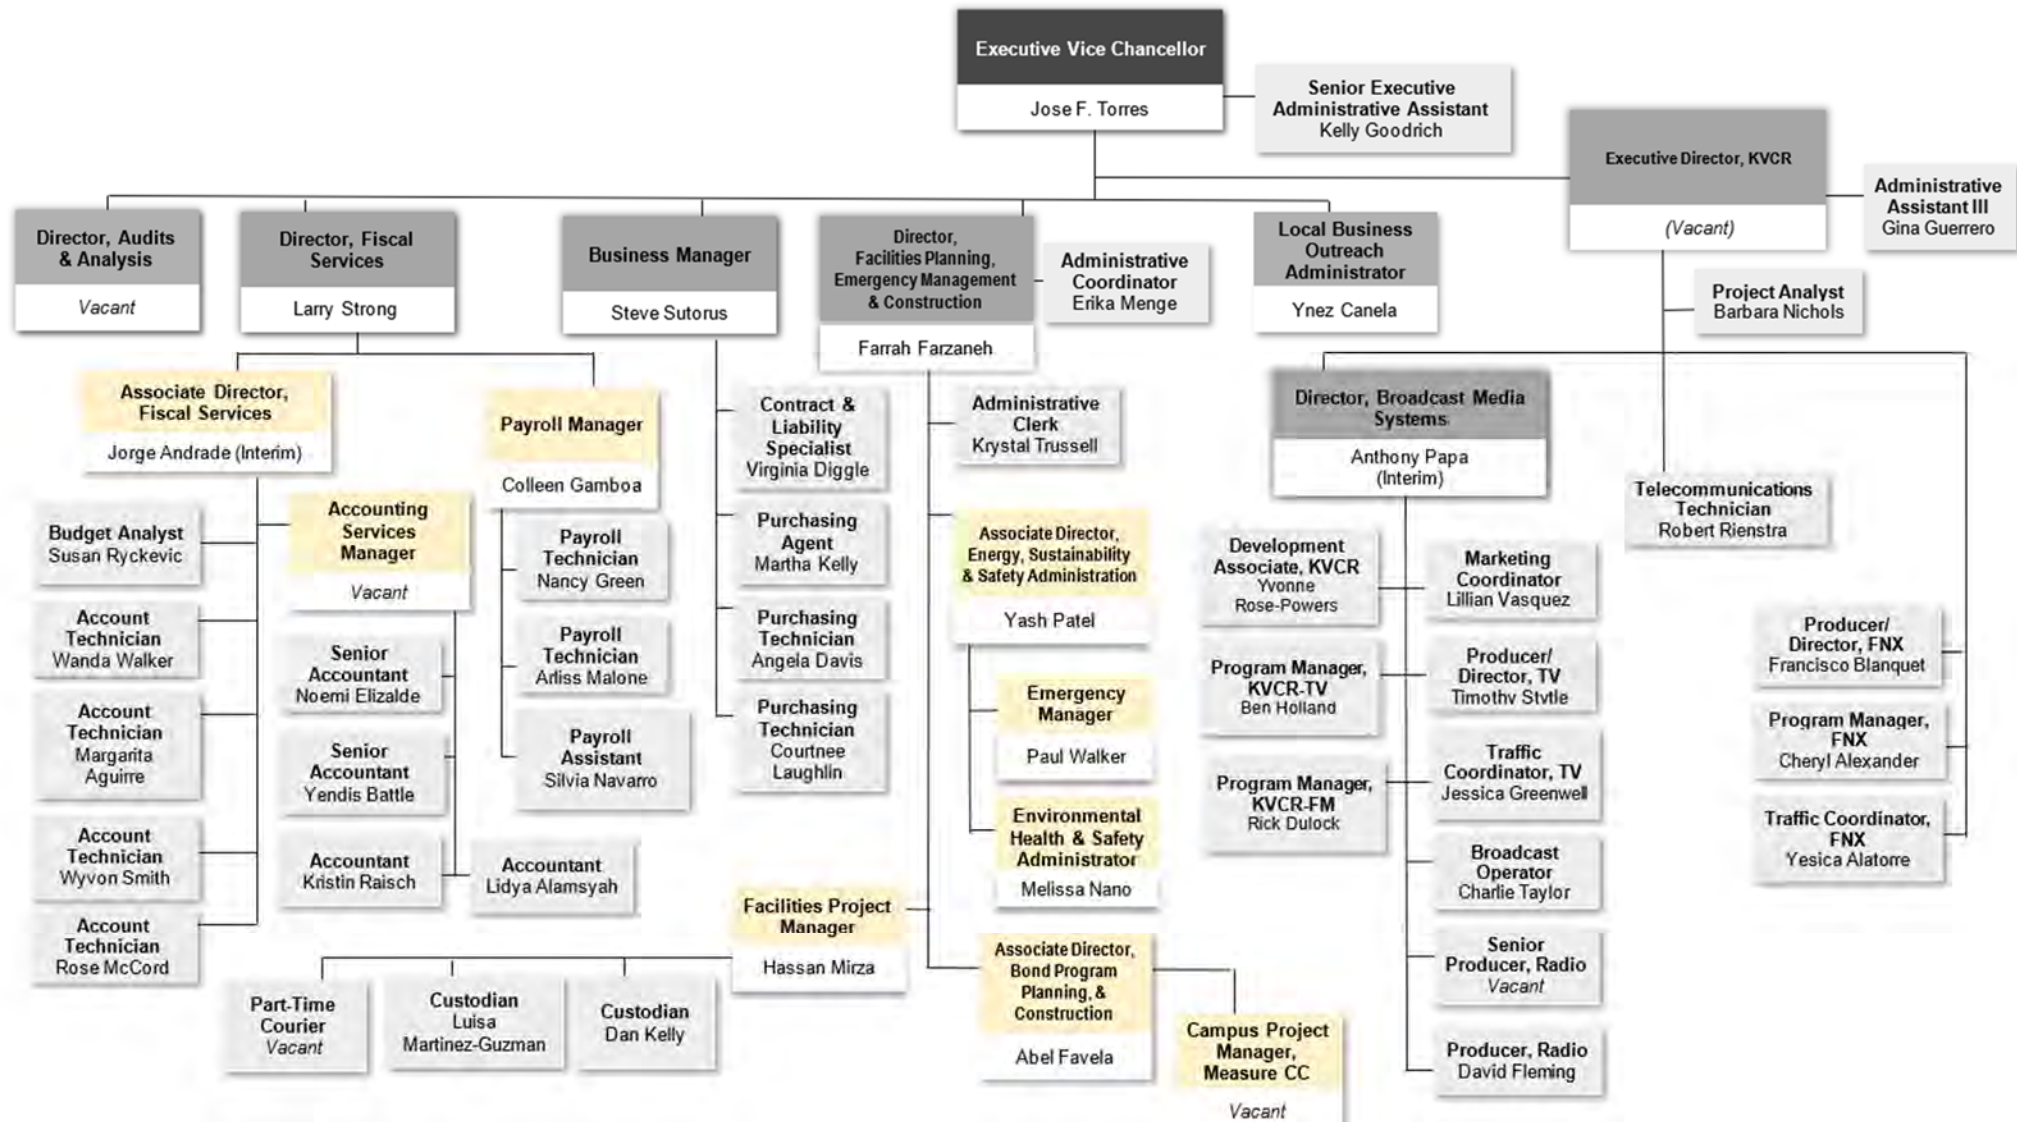 Executive Vice Chancellor
Jose F. Torres
Senior Executive
Administrative Assistant
Kelly Goodrich
Executive Director, KVCR
(Vacant)
Administrative
Assistant III
Gina Guerrero
Director, Audits
& Analysis
Vacant
Director, Fiscal
Services
Larry Strong
Business Manager
Steve Sutorus
Director,
Facilities Planning,
Emergency Management
& Construction
Farrah Farzaneh
Administrative
Coordinator
Erika Menge
Local Business
Outreach
Administrator
Ynez Canela
Project Analyst
Barbara Nichols
Associate Director,
Fiscal Services
Jorge Andrade (Interim)
Payroll Manager
Colleen Gamboa
Contract &
Liability
Specialist
Virginia Diggle
Administrative
Clerk
Krystal Trussell
Director, Broadcast Media
Systems
Anthony Papa
(Interim)
Telecommunications
Technician
Robert Rienstra
Budget Analyst
Susan Ryckevic
Accounting
Services
Manager
Vacant
Payroll
Technician
Nancy Green
Purchasing
Agent
Martha Kelly
Associate Director,
Energy, Sustainability
& Safety Administration
Yash Patel
Development
Associate, KVCR
Yvonne
Rose-Powers
Marketing
Coordinator
Lillian Vasquez
Account
Technician
Wanda Walker
Senior
Accountant
Noemi Elizalde
Payroll
Technician
Arliss Malone
Purchasing
Technician
Angela Davis
Emergency
Manager
Paul Walker
Program Manager,
KVCR-TV
Ben Holland
Producer/
Director, TV
Timothy Stytle
Producer/
Director, FNX
Francisco Blanquet
Account
Technician
Margarita
Aguirre
Senior
Accountant
Yendis Battle
Payroll
Assistant
Silvia Navarro
Purchasing
Technician
Courtnee
Laughlin
Environmental
Health & Safety
Administrator
Melissa Nano
Program Manager,
KVCR-FM
Rick Dulock
Traffic
Coordinator, TV
Jessica Greenwell
Program Manager,
FNX
Cheryl Alexander
Account
Technician
Wyvon Smith
Accountant
Kristin Raisch
Accountant
Lidya Alamsyah
Broadcast
Operator
Charlie Taylor
Traffic Coordinator,
FNX
Yesica Alatorre
Account
Technician
Rose McCord
Facilities Project
Manager
Hassan Mirza
Associate Director,
Bond Program
Planning, &
Construction
Abel Favela
Senior
Producer, Radio
Vacant
Part-Time
Courier
Vacant
Custodian
Luisa
Martinez-Guzman
Custodian
Dan Kelly
Campus Project
Manager,
Measure CC
Vacant
Producer, Radio
David Fleming